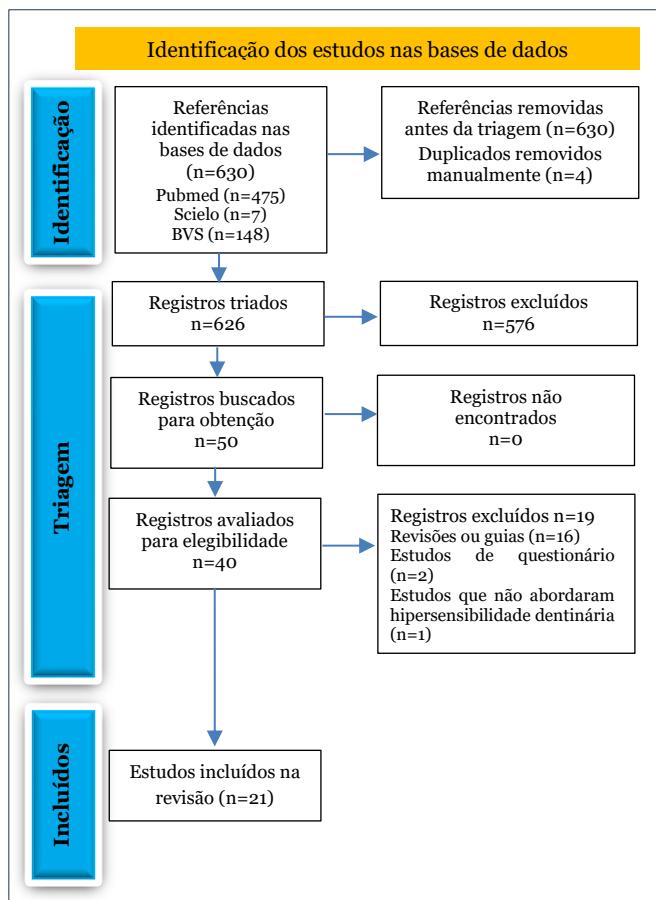 Identificação dos estudos nas bases de dados
Identificação
Referências
identificadas nas
bases de dados
(n=630)
Pubmed (n=475)
Scielo (n=7)
BVS (n=148)
Referências removidas
antes da triagem (n=630)
Duplicados removidos
manualmente (n=4)
Triagem
Registros triados
n=626
Registros excluídos
n=576
Registros buscados
para obtenção
n=50
Registros não
encontrados
n=0
Registros avaliados
para elegibilidade
n=40
Registros excluídos n=19
Revisões ou guias (n=16)
Estudos de questionário
(n=2)
Estudos que não abordaram
hipersensibilidade dentinária
(n=1)
Incluídos
Estudos incluídos na
revisão (n=21)